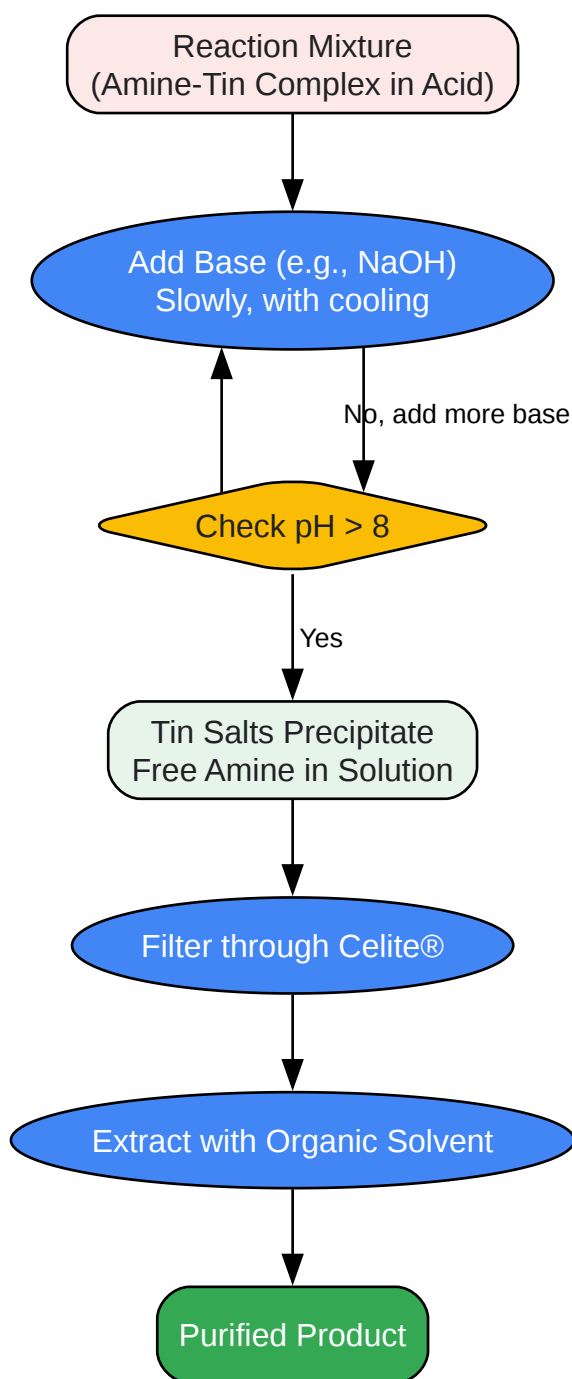 Reaction Mixture
(Amine-Tin Complex in Acid)
Add Base (e.g., NaOH)
Slowly, with cooling
No, add more base
Check pH > 8
Yes
Tin Salts Precipitate
Free Amine in Solution
Filter through Celite®
Extract with Organic Solvent
Purified Product